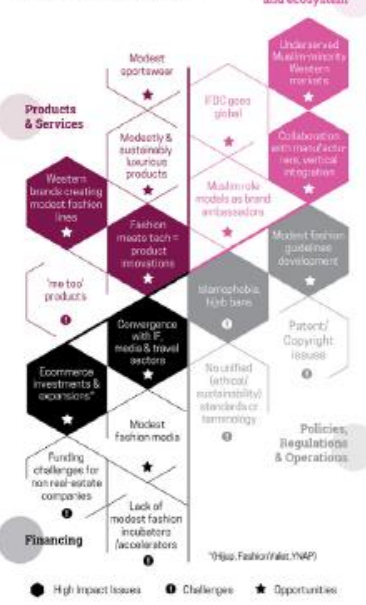 and ecosystem
Underserved
Muslim-minority
Western
markets
Modest
sportswear
IFDC goes
global
Products
& Services
Modestly &
sustainably
luxurious
products
Collaboration
with manufactur-
rers, vertical
integration
Western
brands creating
modest fashion
lines
Muslim role
models as brand
ambassadors
Fashion
meets tech =
product
innovations
Modest fashion
guidelines
development
'me too'
products
Islamophobia,
hijab bans
Convergence
with IF,
media & travel
sectors
Patent/
Copyright
issues
Ecommerce
investments &
expansions*
No unified
(ethical/
sustainability)
standards or
terminology
Modest
fashion media
Policies,
Regulations
& Operations
Funding
challenges for
non real-estate
companies
Lack of
modest fashion
incubators
/accelerators
Financing
*(Hijup, FashionValet, YNAP)
High Impact Issues
Challenges
Opportunities